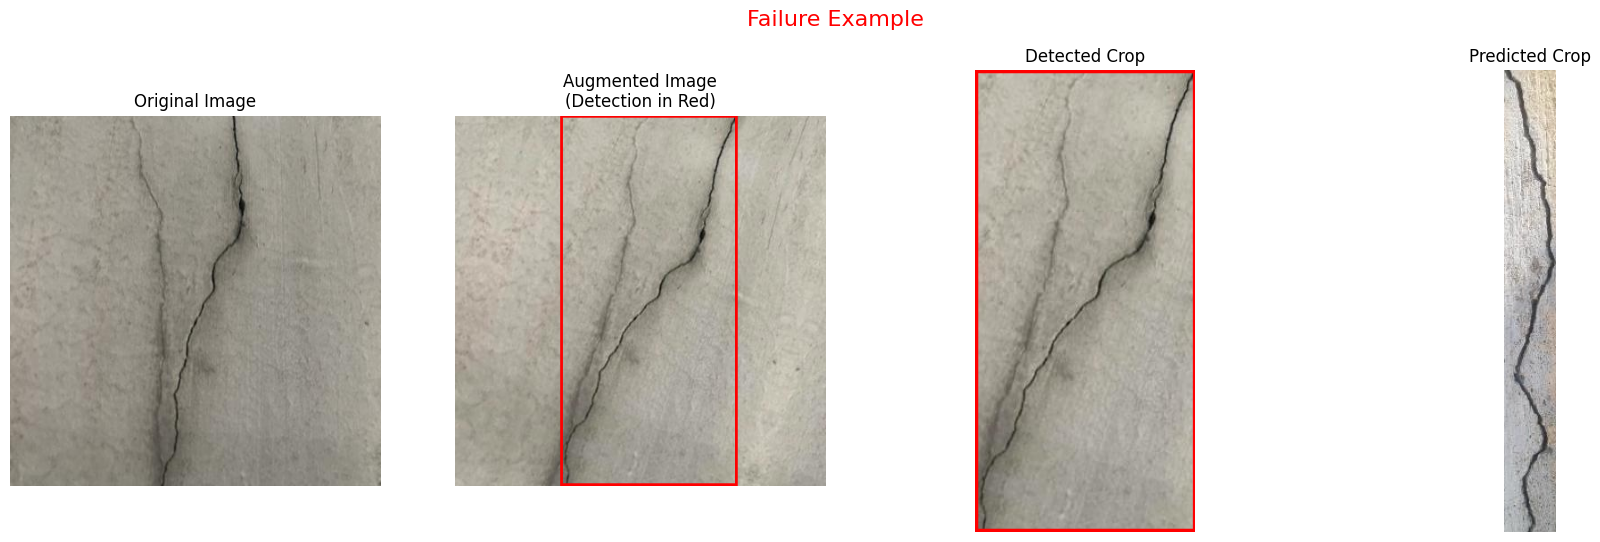 Failure Example
Original Image
Augmented Image
(Detection in Red)
Detected Crop
Predicted Crop